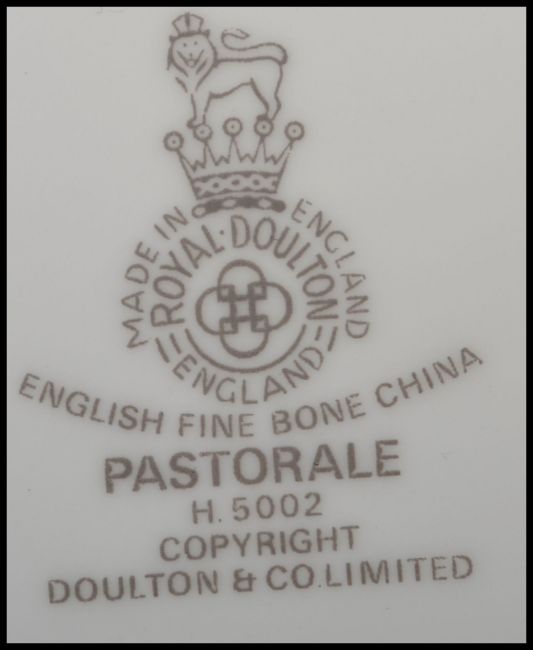 MADE IN ENGLAND
ROYAL·DOULTON
ENGLAND
ENGLISH FINE BONE CHINA
PASTORALE
H. 5002
COPYRIGHT
DOULTON & CO.LIMITED